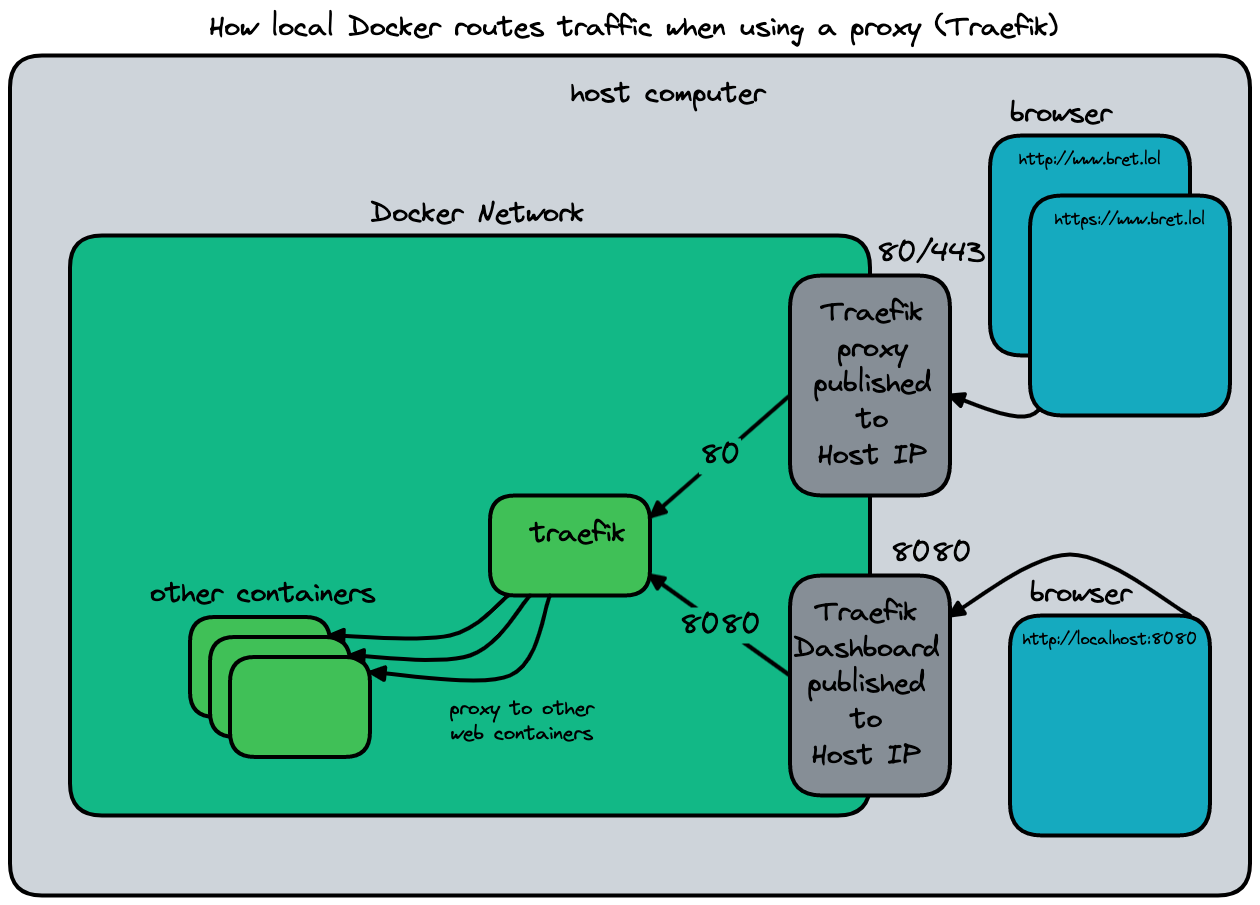 How local Docker routes traffic when using a proxy (Traefik)
host computer
browser
http://www.bret.lol
https://www.bret.lol
Docker Network
80/443
Traefik
proxy
published
to
Host IP
80
traefik
8080
8080
Traefik
Dashboard
published
to
Host IP
browser
http://localhost:8080
other containers
proxy to other
web containers